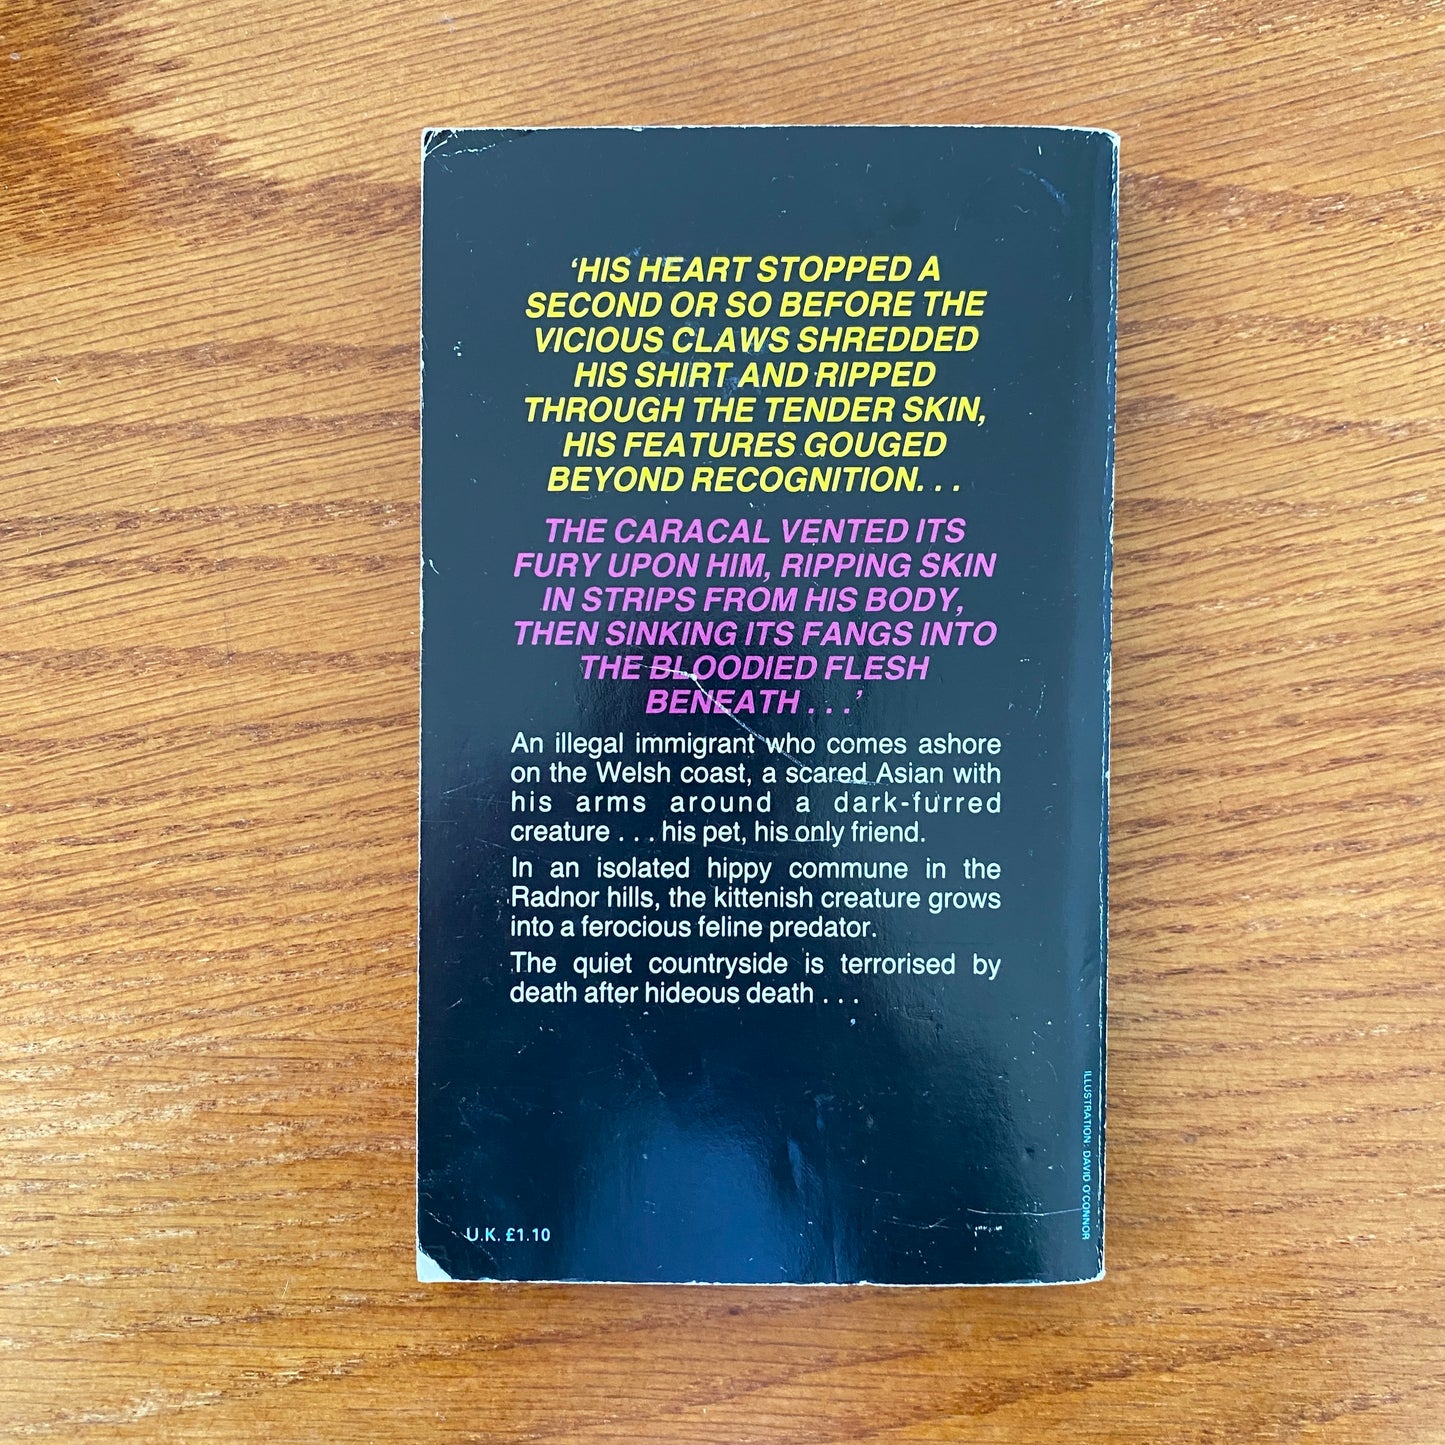 ‘HIS HEART STOPPED A
SECOND OR SO BEFORE THE
VICIOUS CLAWS SHREDDED
HIS SHIRT AND RIPPED
THROUGH THE TENDER SKIN,
HIS FEATURES GOUGED
BEYOND RECOGNITION. . .
THE CARACAL VENTED ITS
FURY UPON HIM, RIPPING SKIN
IN STRIPS FROM HIS BODY,
THEN SINKING ITS FANGS INTO
THE BLOODIED FLESH
BENEATH . . .’
An illegal immigrant who comes ashore
on the Welsh coast, a scared Asian with
his arms around a dark-furred
creature . . . his pet, his only friend.
In an isolated hippy commune in the
Radnor hills, the kittenish creature grows
into a ferocious feline predator.
The quiet countryside is terrorised by
death after hideous death . . .
ILLUSTRATION: DAVID O'CONNOR
U.K. £1.10